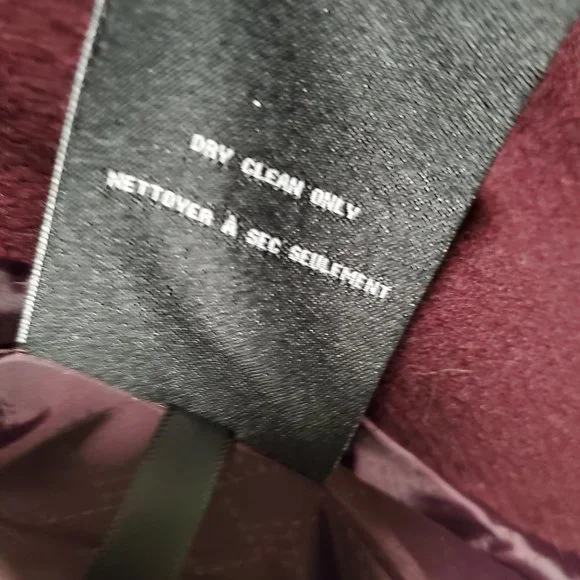 DRY CLEAN ONLY
NETTOYER À SEC SEULEMENT